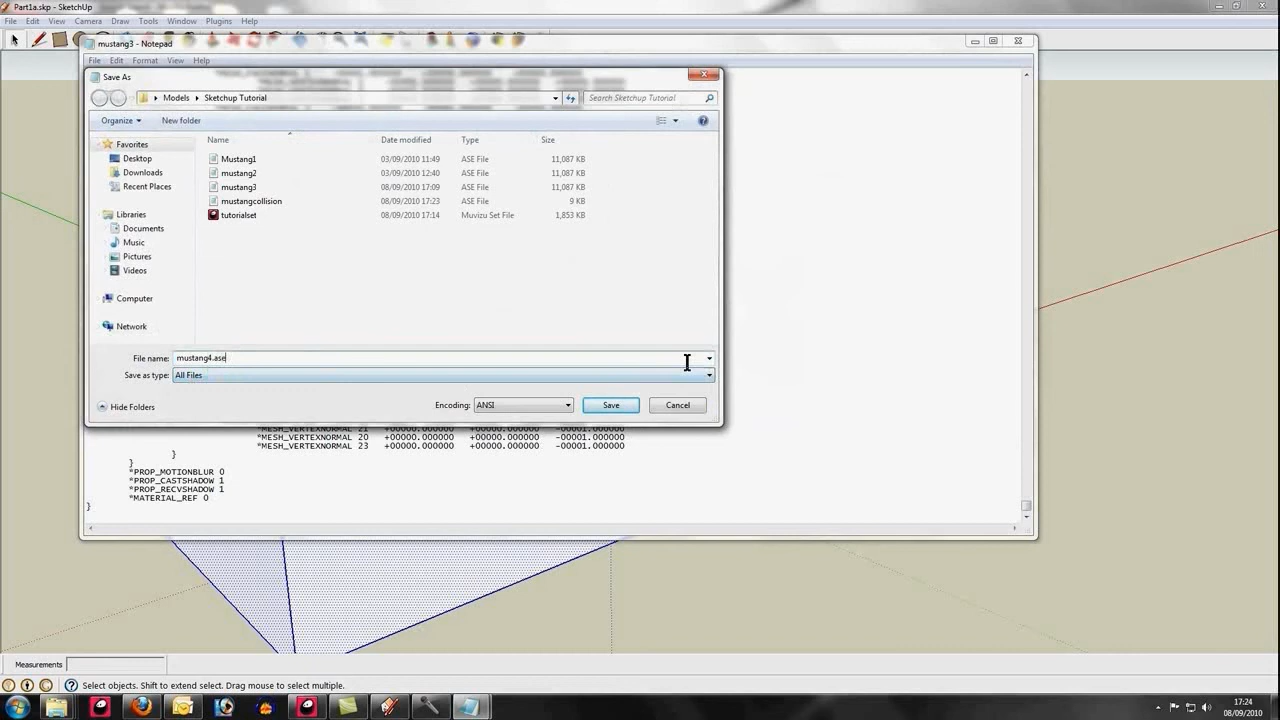 Part1a.skp - SketchUp
File Edit View Camera Draw Tools Window Plugins Help
mustang3 - Notepad
File Edit Format View Help
Save As
Models Sketchup Tutorial Search Sketchup Tutorial
Organize New folder
Name Date modified Type Size
Favorites
Desktop
Downloads
Recent Places
Libraries
Documents
Music
Pictures
Videos
Computer
Network
Mustang1 03/09/2010 11:49 ASE File 11,087 KB
mustang2 03/09/2010 12:40 ASE File 11,087 KB
mustang3 08/09/2010 17:09 ASE File 11,087 KB
mustangcollision 08/09/2010 17:23 ASE File 9 KB
tutorialset 08/09/2010 17:14 Muvizu Set File 1,853 KB
File name: mustang4.ase
Save as type: All Files
Hide Folders Encoding: ANSI Save Cancel
*MESH_VERTEXNORMAL 21 +00000.000000 +00000.000000 -00001.000000
*MESH_VERTEXNORMAL 20 +00000.000000 +00000.000000 -00001.000000
*MESH_VERTEXNORMAL 23 +00000.000000 +00000.000000 -00001.000000
}
}
*PROP_MOTIONBLUR 0
*PROP_CASTSHADOW 1
*PROP_RECVSHADOW 1
*MATERIAL_REF 0
}
Measurements
Select objects. Shift to extend select. Drag mouse to select multiple.
17:24
08/09/2010